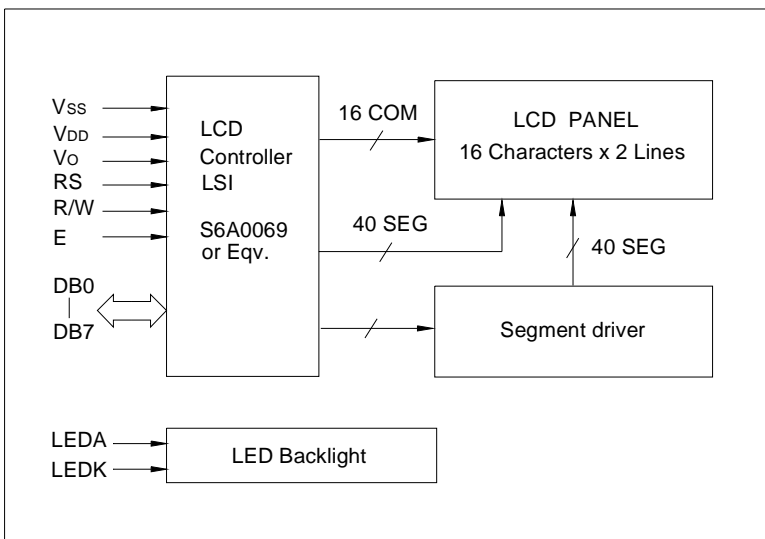 VSS
VDD
VO
RS
R/W
E
DB0
DB7
LCD
Controller
LSI
S6A0069
or Eqv.
16 COM
40 SEG
LCD PANEL
16 Characters x 2 Lines
40 SEG
Segment driver
LEDA
LEDK
LED Backlight